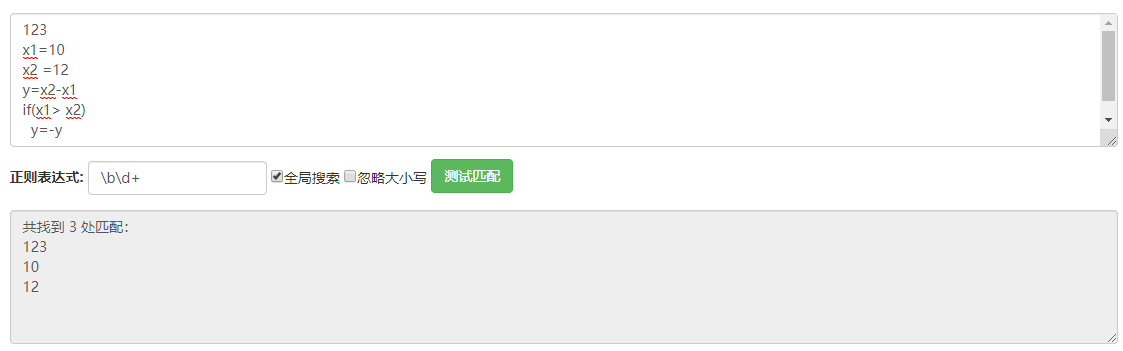 123
x1=10
x2 =12
y=x2-x1
if(x1> x2)
  y=-y
正则表达式: \b\d+ 全局搜索 忽略大小写 测试匹配
共找到 3 处匹配：
123
10
12